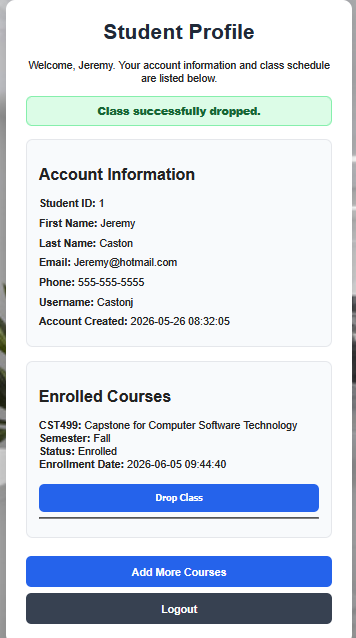 Student Profile
Welcome, Jeremy. Your account information and class schedule
are listed below.
Class successfully dropped.
Account Information
Student ID: 1
First Name: Jeremy
Last Name: Caston
Email: Jeremy@hotmail.com
Phone: 555-555-5555
Username: Castonj
Account Created: 2026-05-26 08:32:05
Enrolled Courses
CST499: Capstone for Computer Software Technology
Semester: Fall
Status: Enrolled
Enrollment Date: 2026-06-05 09:44:40
Drop Class
Add More Courses
Logout